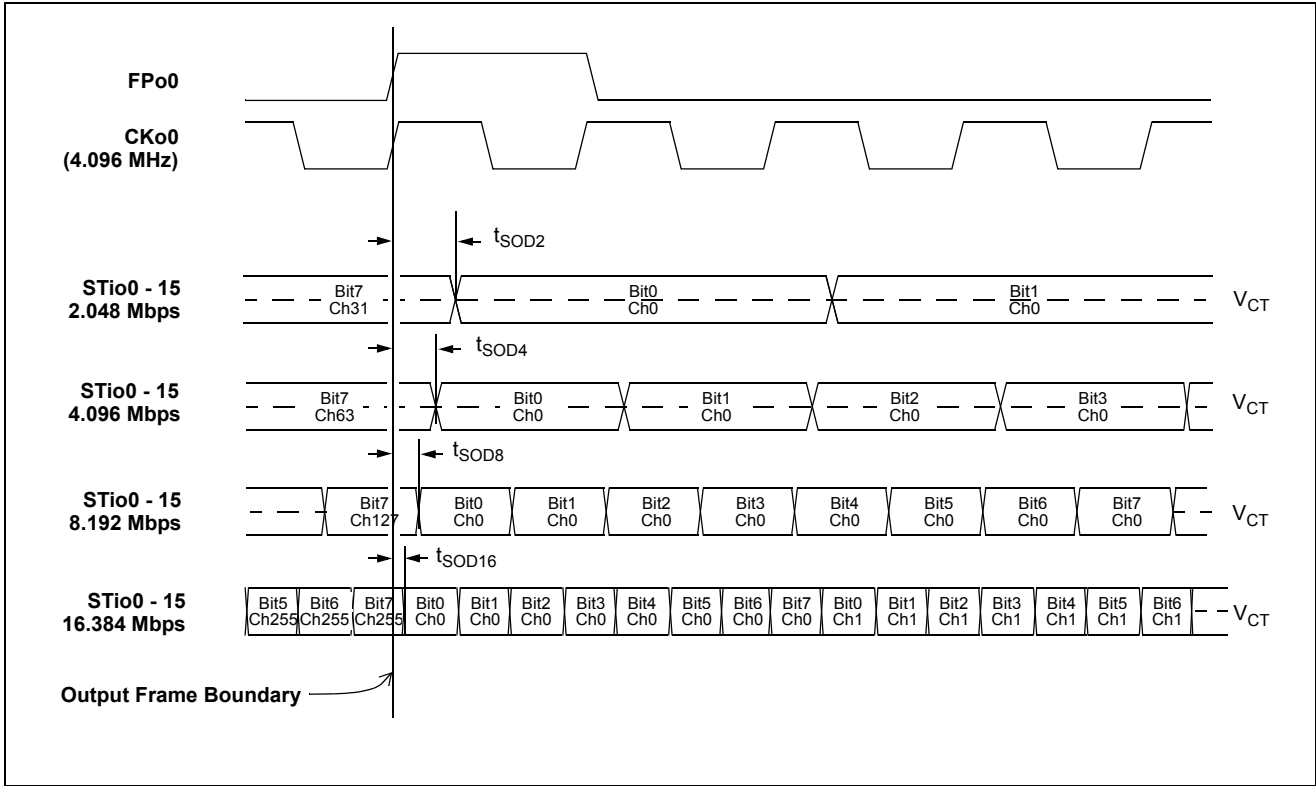 FPo0
CKo0
(4.096 MHz)
tSOD2
STio0 - 15
2.048 Mbps
Bit7
Ch31
Bit0
Ch0
Bit1
Ch0
VCT
tSOD4
STio0 - 15
4.096 Mbps
Bit7
Ch63
Bit0
Ch0
Bit1
Ch0
Bit2
Ch0
Bit3
Ch0
VCT
tSOD8
STio0 - 15
8.192 Mbps
Bit7
Ch127
Bit0
Ch0
Bit1
Ch0
Bit2
Ch0
Bit3
Ch0
Bit4
Ch0
Bit5
Ch0
Bit6
Ch0
Bit7
Ch0
VCT
tSOD16
STio0 - 15
16.384 Mbps
Bit5
Ch255
Bit6
Ch255
Bit7
Ch255
Bit0
Ch0
Bit1
Ch0
Bit2
Ch0
Bit3
Ch0
Bit4
Ch0
Bit5
Ch0
Bit6
Ch0
Bit7
Ch0
Bit0
Ch1
Bit1
Ch1
Bit2
Ch1
Bit3
Ch1
Bit4
Ch1
Bit5
Ch1
Bit6
Ch1
VCT
Output Frame Boundary